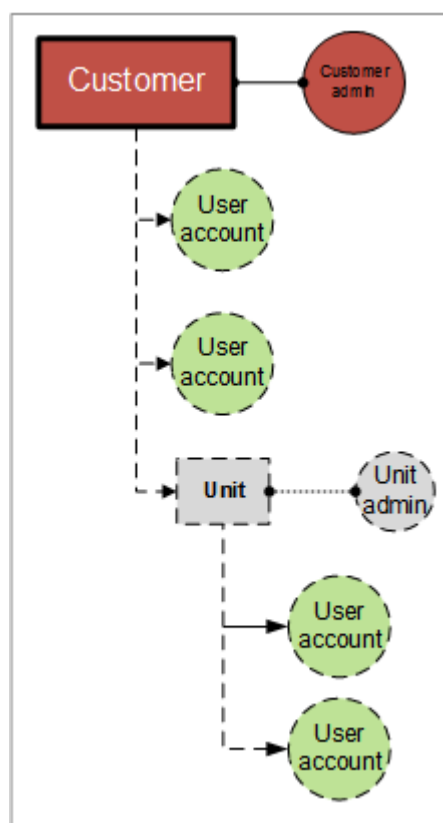 Customer
Customer
admin
User
account
User
account
Unit
Unit
admin
User
account
User
account